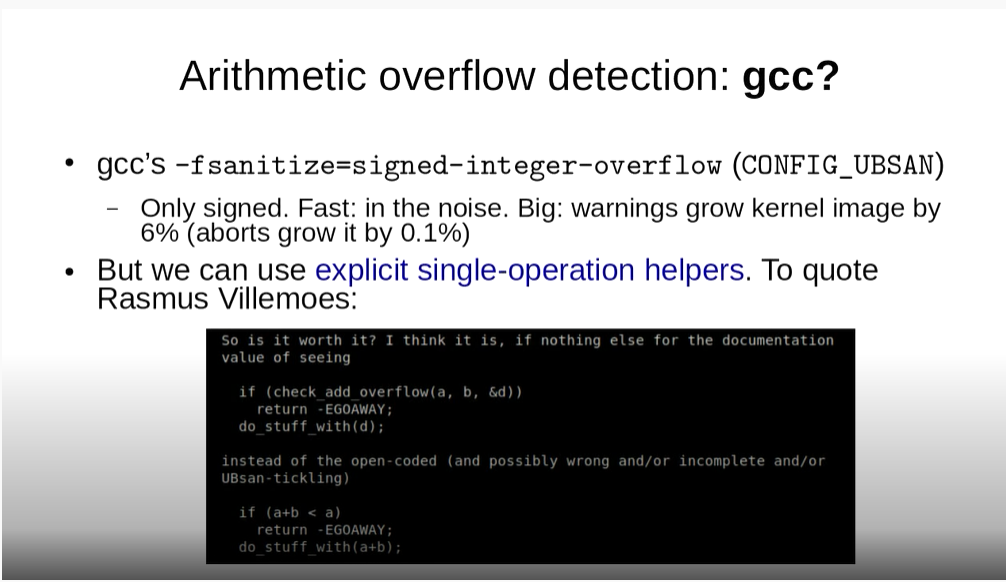 Arithmetic overflow detection: gcc?
• gcc’s -fsanitize=signed-integer-overflow (CONFIG_UBSAN)
– Only signed. Fast: in the noise. Big: warnings grow kernel image by
6% (aborts grow it by 0.1%)
• But we can use explicit single-operation helpers. To quote
Rasmus Villemoes:
So is it worth it? I think it is, if nothing else for the documentation
value of seeing
if (check_add_overflow(a, b, &d))
return -EGOAWAY;
do_stuff_with(d);
instead of the open-coded (and possibly wrong and/or incomplete and/or
UBsan-tickling)
if (a+b < a)
return -EGOAWAY;
do_stuff_with(a+b);